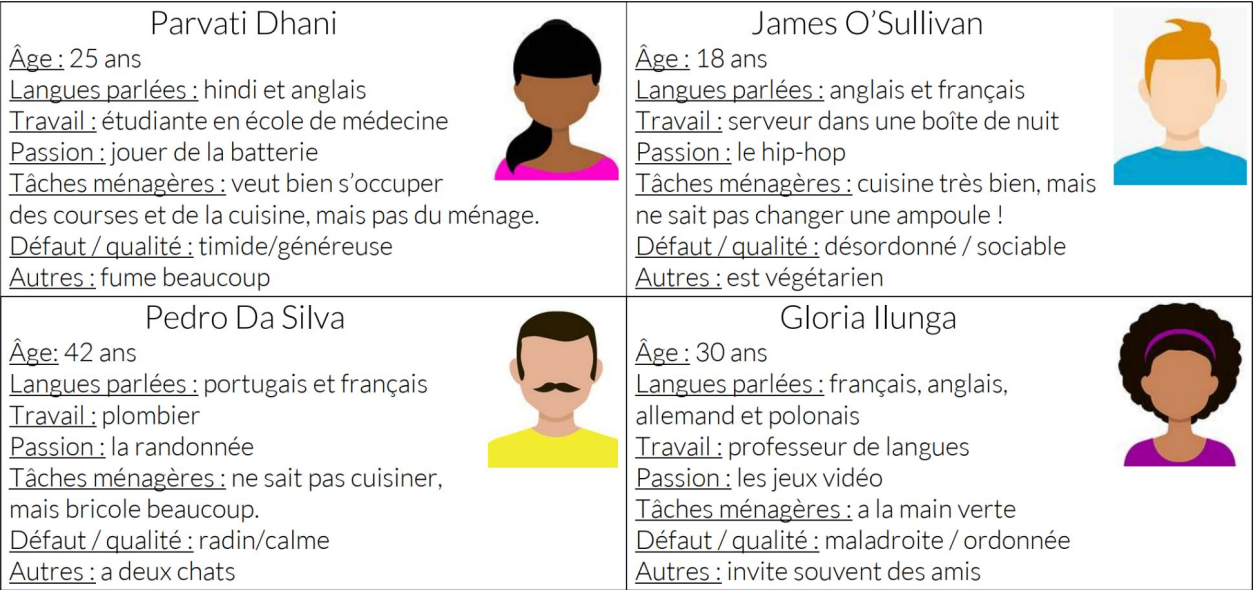 Parvati Dhani
Âge : 25 ans
Langues parlées : hindi et anglais
Travail : étudiante en école de médecine
Passion : jouer de la batterie
Tâches ménagères : veut bien s’occuper
des courses et de la cuisine, mais pas du ménage.
Défaut / qualité : timide/généreuse
Autres : fume beaucoup
James O’Sullivan
Âge : 18 ans
Langues parlées : anglais et français
Travail : serveur dans une boîte de nuit
Passion : le hip-hop
Tâches ménagères : cuisine très bien, mais
ne sait pas changer une ampoule !
Défaut / qualité : désordonné / sociable
Autres : est végétarien
Pedro Da Silva
Âge: 42 ans
Langues parlées : portugais et français
Travail : plombier
Passion : la randonnée
Tâches ménagères : ne sait pas cuisiner,
mais bricole beaucoup.
Défaut / qualité : radin/calme
Autres : a deux chats
Gloria Ilunga
Âge : 30 ans
Langues parlées : français, anglais,
allemand et polonais
Travail : professeur de langues
Passion : les jeux vidéo
Tâches ménagères : a la main verte
Défaut / qualité : maladroite / ordonnée
Autres : invite souvent des amis